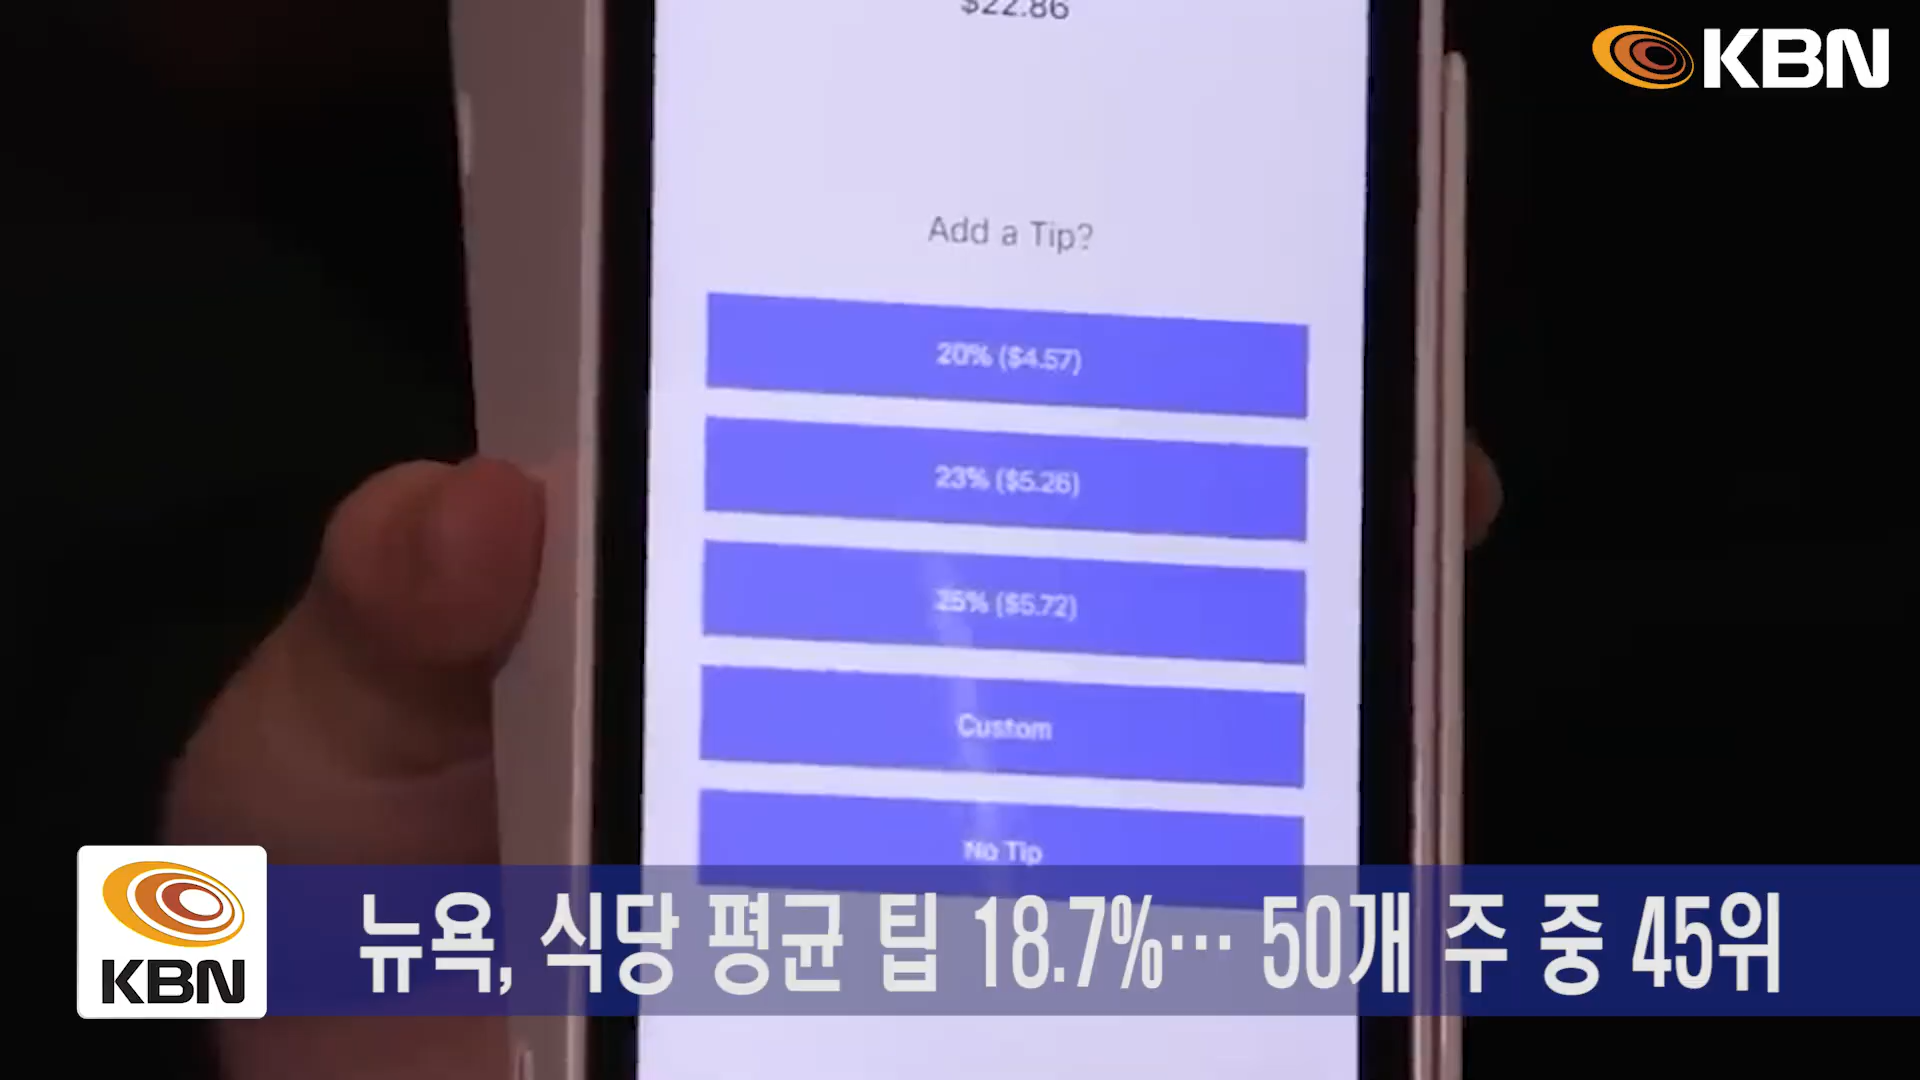 $22.86
KBN
Add a Tip?
20% ($4.57)
23% ($5.26)
25% ($5.72)
Custom
No Tip
KBN
뉴욕, 식당 평균 팁 18.7%… 50개 주 중 45위